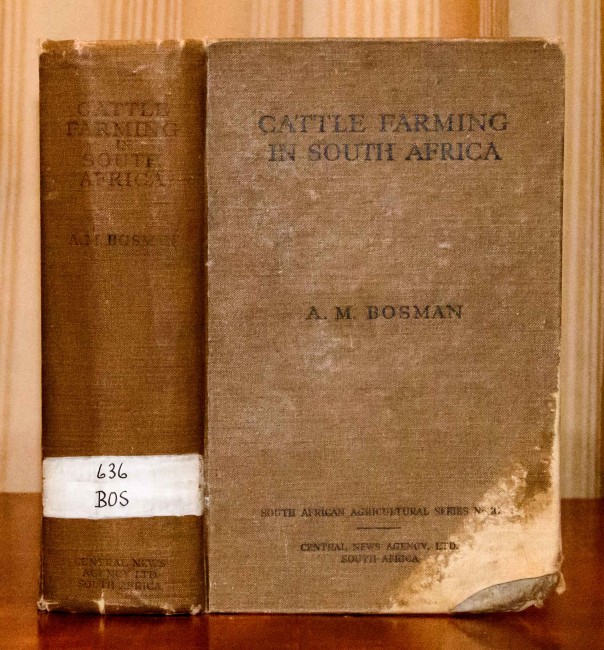 CATTLE
FARMING
IN
SOUTH
AFRICA
A.M. BOSMAN
636
BOS
CENTRAL NEWS
AGENCY LTD
SOUTH AFRICA
CATTLE FARMING
IN SOUTH AFRICA
A. M. BOSMAN
SOUTH AFRICAN AGRICULTURAL SERIES
CENTRAL NEWS AGENCY, LTD.
SOUTH AFRICA